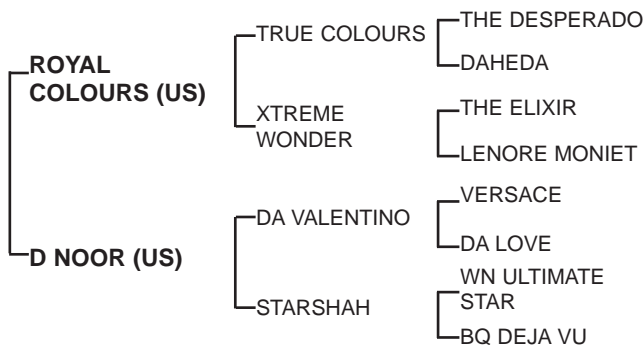 THE DESPERADO
TRUE COLOURS
DAHEDA
ROYAL
COLOURS (US)
THE ELIXIR
XTREME
WONDER
LENORE MONIET
VERSACE
DA VALENTINO
DA LOVE
D NOOR (US)
WN ULTIMATE
STAR
STARSHAH
BQ DEJA VU